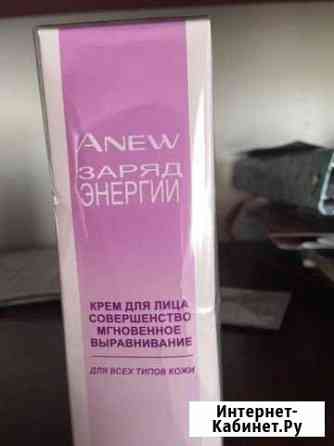 ANEW
ЗАРЯД
ЭНЕРГИИ
КРЕМ ДЛЯ ЛИЦА
СОВЕРШЕНСТВО
МГНОВЕННОЕ
ВЫРАВНИВАНИЕ
ДЛЯ ВСЕХ ТИПОВ КОЖИ
Интернет-
Кабинет.Ру